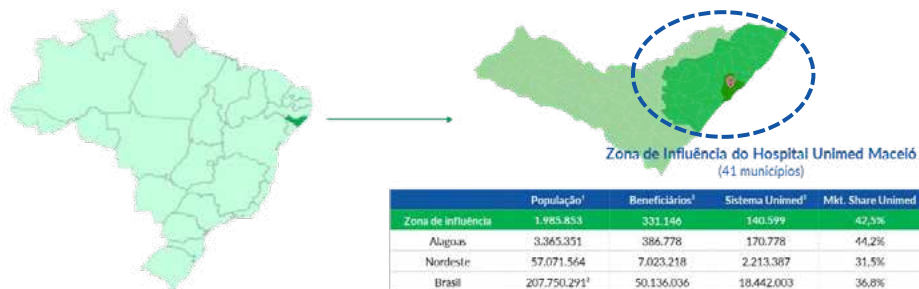 Zona de Influência do Hospital Unimed Maceió
(41 municípios)
População¹ Beneficiários² Sistema Unimed² Mkt. Share Unimed
Zona de influência 1.985.853 331.146 140.599 42,5%
Alagoas 3.365.351 386.778 170.778 44,2%
Nordeste 57.071.564 7.023.218 2.213.387 31,5%
Brasil 207.750.291² 50.136.036 18.442.003 36,8%